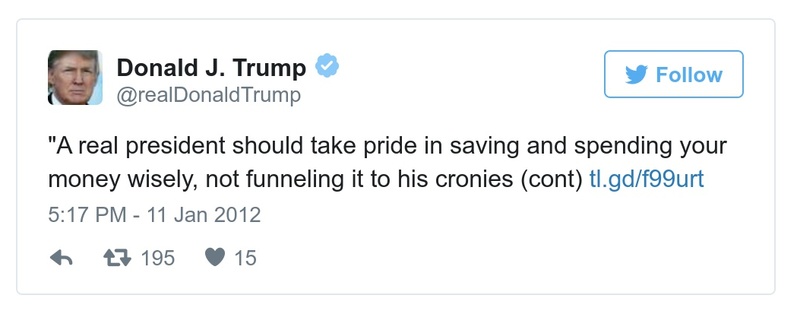 Donald J. Trump
@realDonaldTrump
Follow
"A real president should take pride in saving and spending your
money wisely, not funneling it to his cronies (cont) tl.gd/f99urt
5:17 PM - 11 Jan 2012
195 15